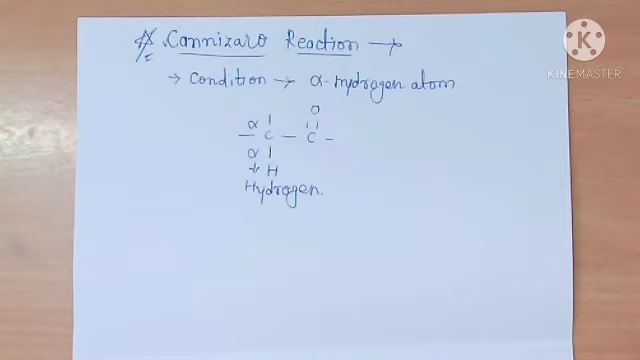 Cannizaro Reaction →
→ condition → α-Hydrogen atom
O
α | ||
— C — C –
α |
↓ H
Hydrogen.
K
KINEMASTER